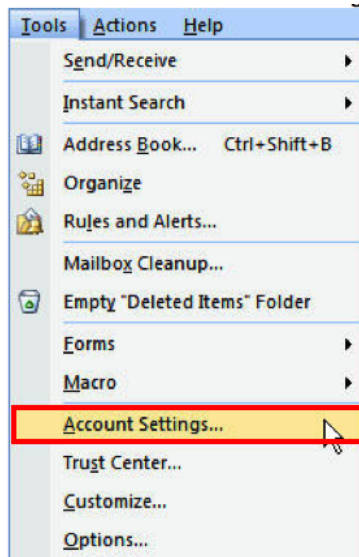 Tools Actions Help
Send/Receive
Instant Search
Address Book... Ctrl+Shift+B
Organize
Rules and Alerts...
Mailbox Cleanup...
Empty "Deleted Items" Folder
Forms
Macro
Account Settings...
Trust Center...
Customize...
Options...